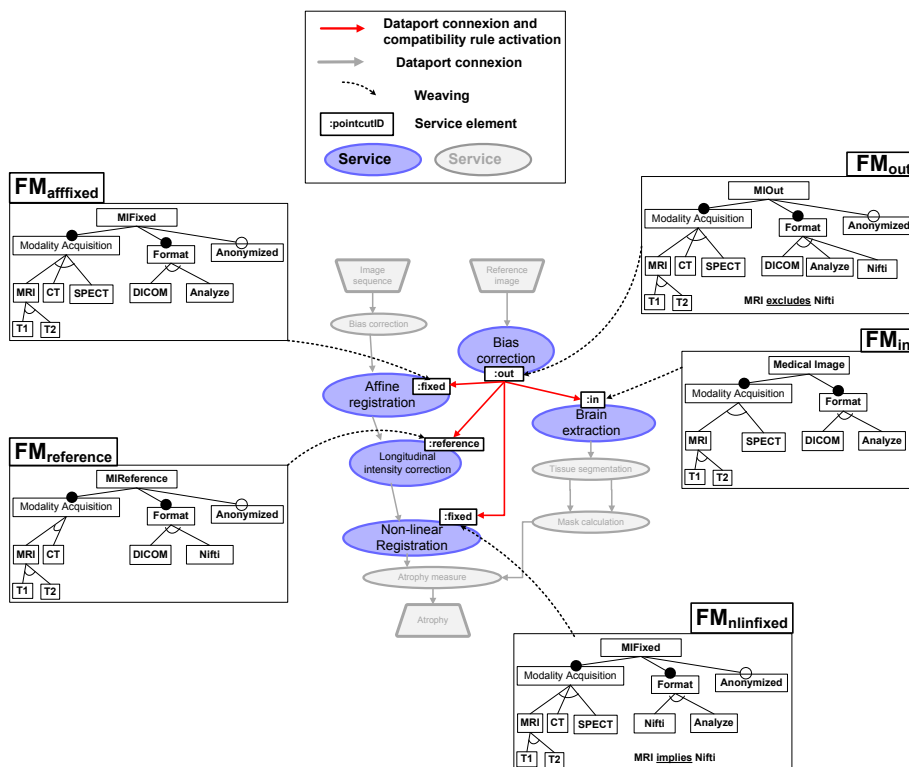 Dataport connexion and
compatibility rule activation
Dataport connexion
Weaving
:pointcutID
Service element
Service
Service
FMafffixed
MIFixed
Modality Acquisition
Format
Anonymized
MRI
CT
SPECT
DICOM
Analyze
T1
T2
FMout
MIOut
Modality Acquisition
Format
Anonymized
MRI
CT
SPECT
DICOM
Analyze
Nifti
T1
T2
MRI excludes Nifti
Image
sequence
Reference
image
Bias correction
Bias
correction
:out
Affine
registration
:fixed
:in
Brain
extraction
:reference
Longitudinal
intensity correction
Tissue segmentation
:fixed
Non-linear
Registration
Mask calculation
Atrophy measure
Atrophy
FMin
Medical Image
Modality Acquisition
Format
MRI
SPECT
DICOM
Analyze
T1
T2
FMreference
MIReference
Modality Acquisition
Format
Anonymized
MRI
CT
DICOM
Nifti
T1
T2
FMnlinfixed
MIFixed
Modality Acquisition
Format
Anonymized
MRI
CT
SPECT
Nifti
Analyze
T1
T2
MRI implies Nifti